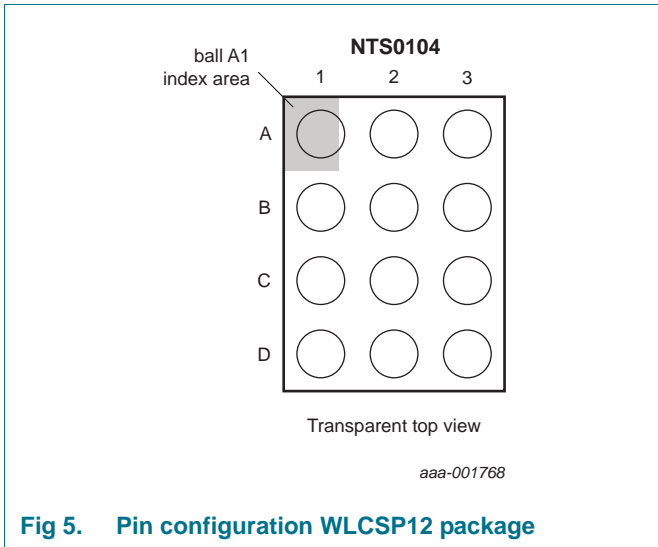 NTS0104
ball A1
index area
1 2 3
A
B
C
D
Transparent top view
aaa-001768
Fig 5. Pin configuration WLCSP12 package